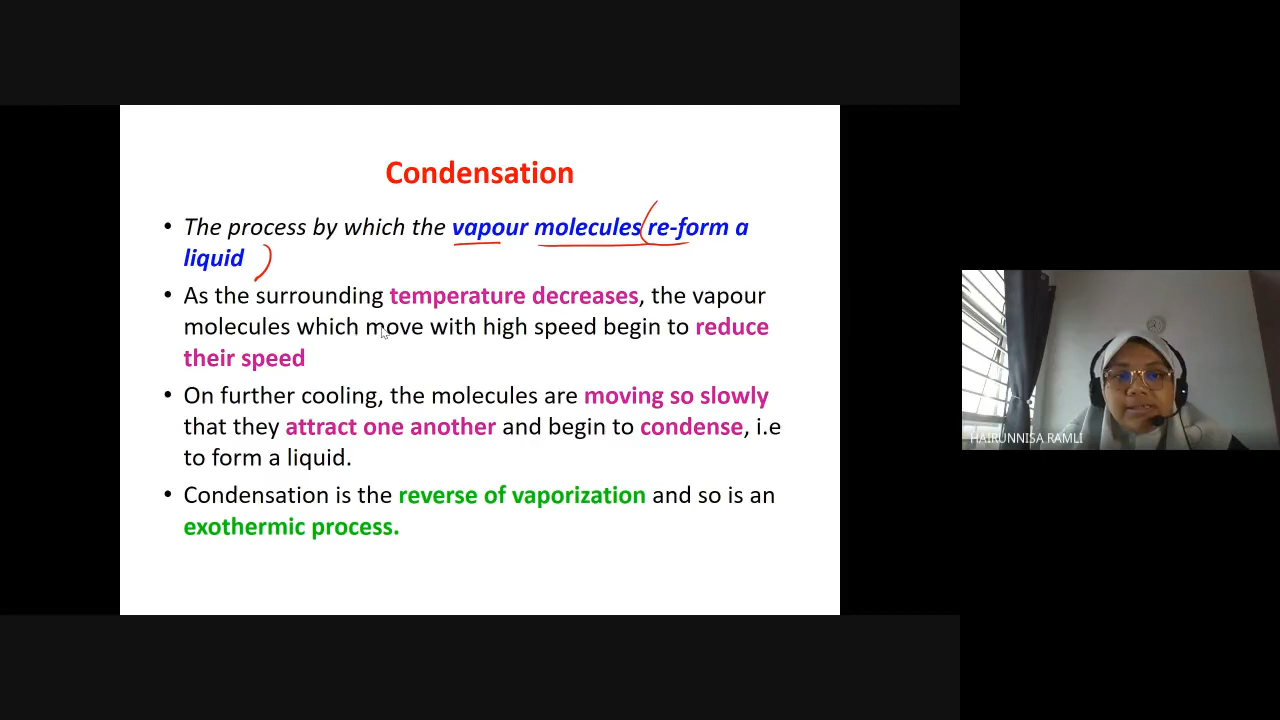 Condensation
• The process by which the vapour molecules re-form a
liquid
• As the surrounding temperature decreases, the vapour
molecules which move with high speed begin to reduce
their speed
• On further cooling, the molecules are moving so slowly
that they attract one another and begin to condense, i.e
to form a liquid.
• Condensation is the reverse of vaporization and so is an
exothermic process.
HAIRUNNISA RAMLI